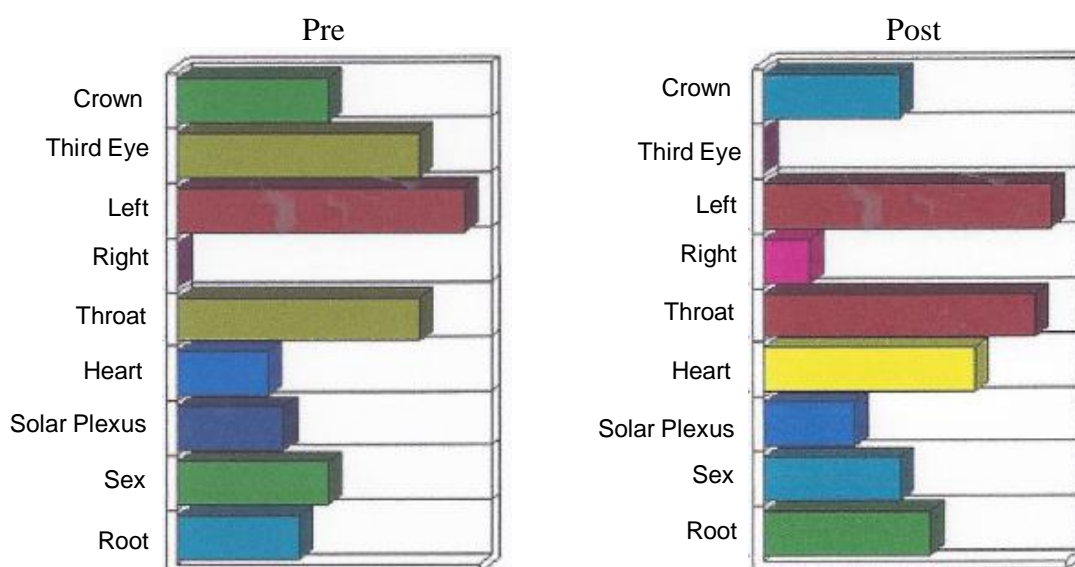 Pre
Crown
Third Eye
Left
Right
Throat
Heart
Solar Plexus
Sex
Root
Post
Crown
Third Eye
Left
Right
Throat
Heart
Solar Plexus
Sex
Root